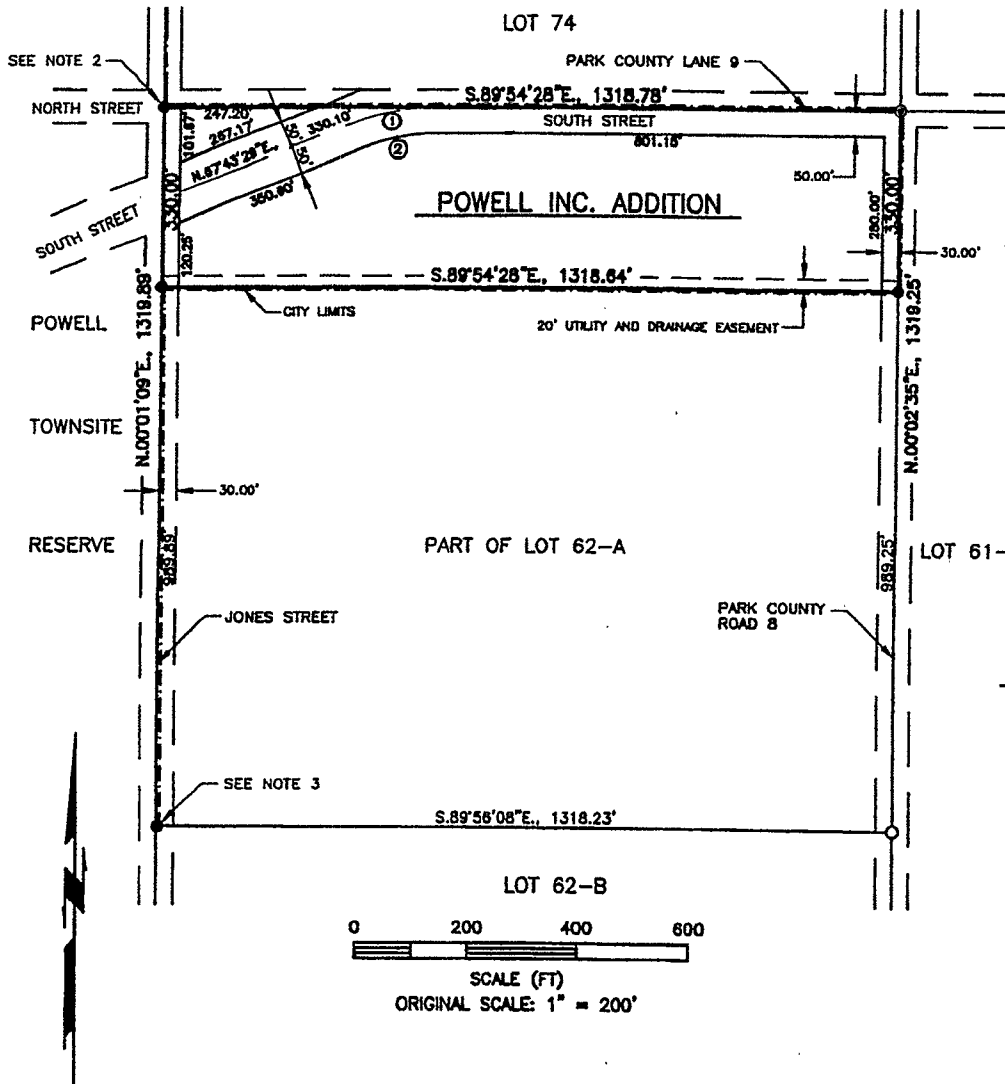 LOT 74
SEE NOTE 2
PARK COUNTY LANE 9
NORTH STREET
S.89°54'28"E., 1318.78'
247.20'
257.17'
101.67'
N.67°43'29"E.,
330.10'
50'
50'
1
2
SOUTH STREET
801.15'
50.00'
350.90'
330.00'
POWELL INC. ADDITION
280.00'
330.00'
SOUTH STREET
120.25'
30.00'
S.89°54'28"E., 1318.64'
CITY LIMITS
20' UTILITY AND DRAINAGE EASEMENT
POWELL
TOWNSITE
RESERVE
N.00°01'09"E., 1319.89'
N.00°02'35"E., 1319.25'
30.00'
989.89'
PART OF LOT 62-A
989.25'
LOT 61-
JONES STREET
PARK COUNTY
ROAD 8
SEE NOTE 3
S.89°56'08"E., 1318.23'
LOT 62-B
0 200 400 600
SCALE (FT)
ORIGINAL SCALE: 1" = 200'